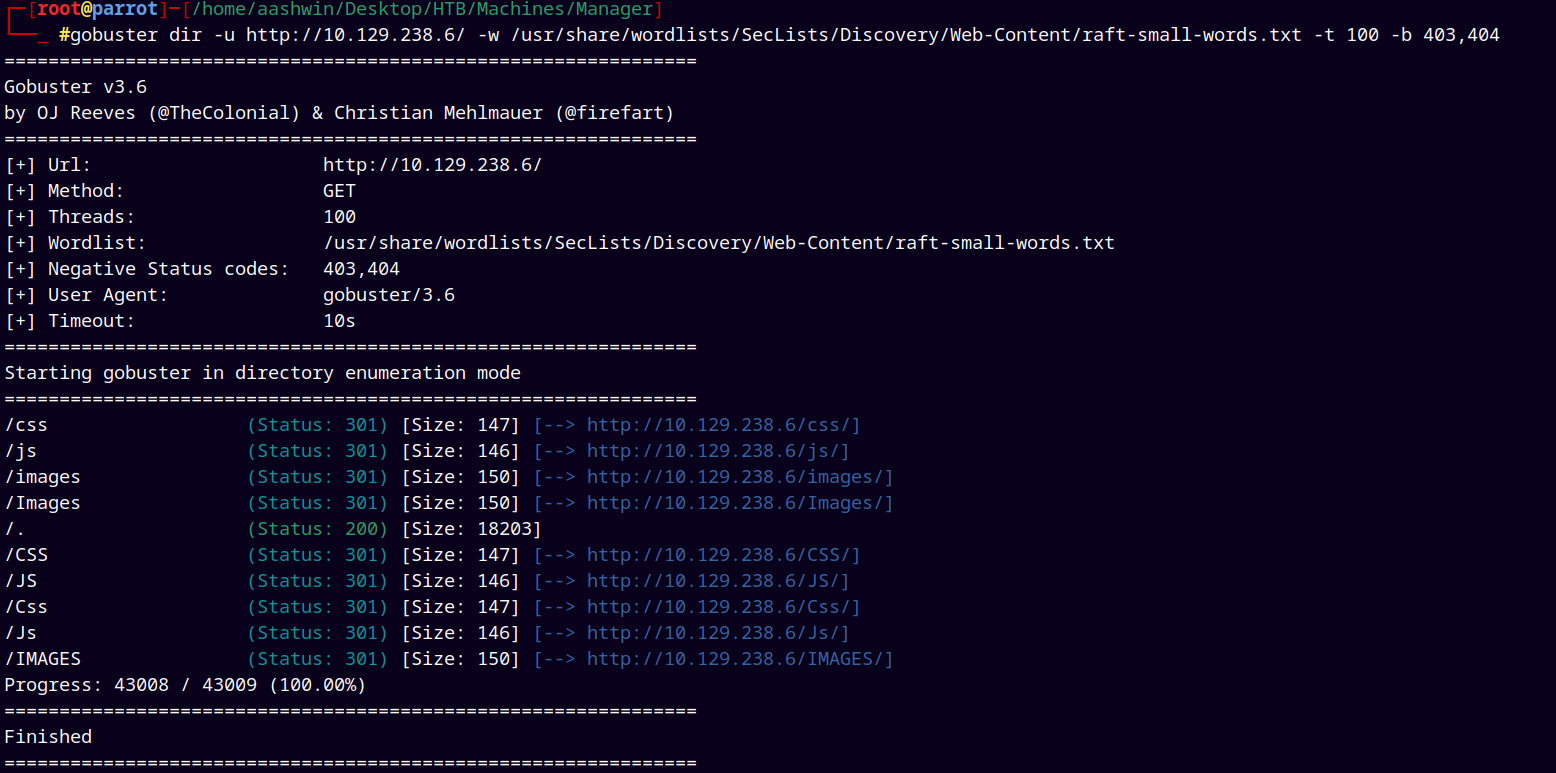 ┌─[root@parrot]─[/home/aashwin/Desktop/HTB/Machines/Manager]
└──╼ #gobuster dir -u http://10.129.238.6/ -w /usr/share/wordlists/SecLists/Discovery/Web-Content/raft-small-words.txt -t 100 -b 403,404
===============================================================
Gobuster v3.6
by OJ Reeves (@TheColonial) & Christian Mehlmauer (@firefart)
===============================================================
[+] Url:                     http://10.129.238.6/
[+] Method:                  GET
[+] Threads:                 100
[+] Wordlist:                /usr/share/wordlists/SecLists/Discovery/Web-Content/raft-small-words.txt
[+] Negative Status codes:   403,404
[+] User Agent:              gobuster/3.6
[+] Timeout:                 10s
===============================================================
Starting gobuster in directory enumeration mode
===============================================================
/css                  (Status: 301) [Size: 147] [--> http://10.129.238.6/css/]
/js                   (Status: 301) [Size: 146] [--> http://10.129.238.6/js/]
/images               (Status: 301) [Size: 150] [--> http://10.129.238.6/images/]
/Images               (Status: 301) [Size: 150] [--> http://10.129.238.6/Images/]
/.                    (Status: 200) [Size: 18203]
/CSS                  (Status: 301) [Size: 147] [--> http://10.129.238.6/CSS/]
/JS                   (Status: 301) [Size: 146] [--> http://10.129.238.6/JS/]
/Css                  (Status: 301) [Size: 147] [--> http://10.129.238.6/Css/]
/Js                   (Status: 301) [Size: 146] [--> http://10.129.238.6/Js/]
/IMAGES               (Status: 301) [Size: 150] [--> http://10.129.238.6/IMAGES/]
Progress: 43008 / 43009 (100.00%)
===============================================================
Finished
===============================================================